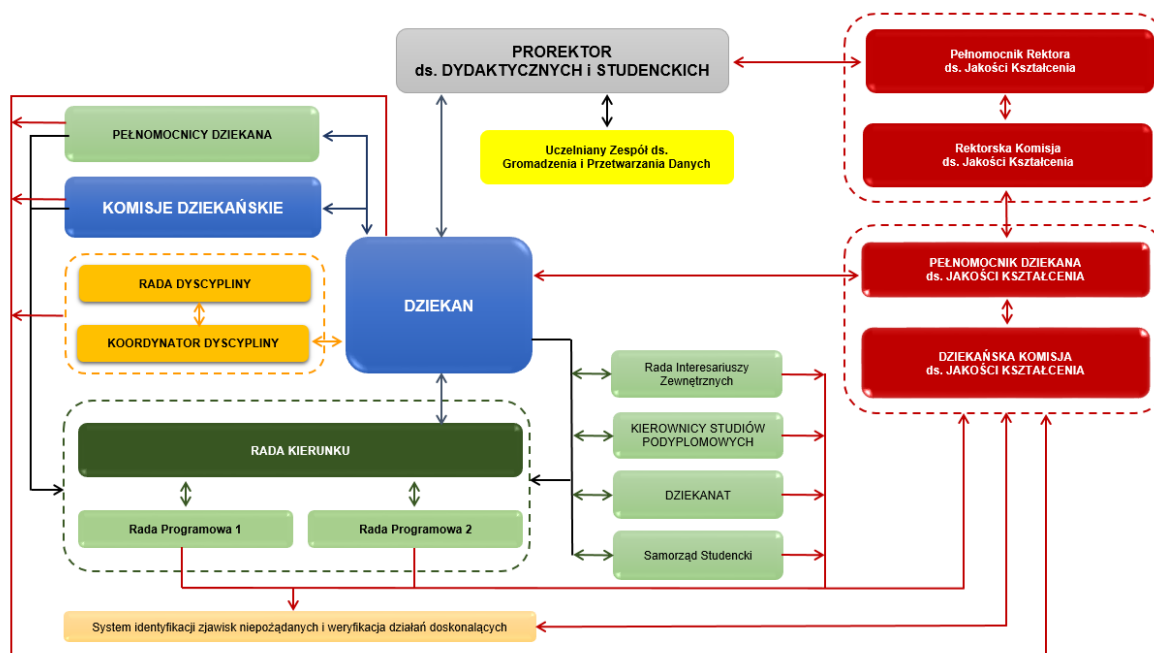 PROREKTOR
ds. DYDAKTYCZNYCH i STUDENCKICH
Pełnomocnik Rektora
ds. Jakości Kształcenia
PEŁNOMOCNICY DZIEKANA
Uczelniany Zespół ds.
Gromadzenia i Przetwarzania Danych
Rektorska Komisja
ds. Jakości Kształcenia
KOMISJE DZIEKAŃSKIE
RADA DYSCYPLINY
DZIEKAN
PEŁNOMOCNIK DZIEKANA
ds. JAKOŚCI KSZTAŁCENIA
KOORDYNATOR DYSCYPLINY
DZIEKAŃSKA KOMISJA
ds. JAKOŚCI KSZTAŁCENIA
Rada Interesariuszy
Zewnętrznych
RADA KIERUNKU
KIEROWNICY STUDIÓW
PODYPLOMOWYCH
DZIEKANAT
Rada Programowa 1
Rada Programowa 2
Samorząd Studencki
System identyfikacji zjawisk niepożądanych i weryfikacja działań doskonalących